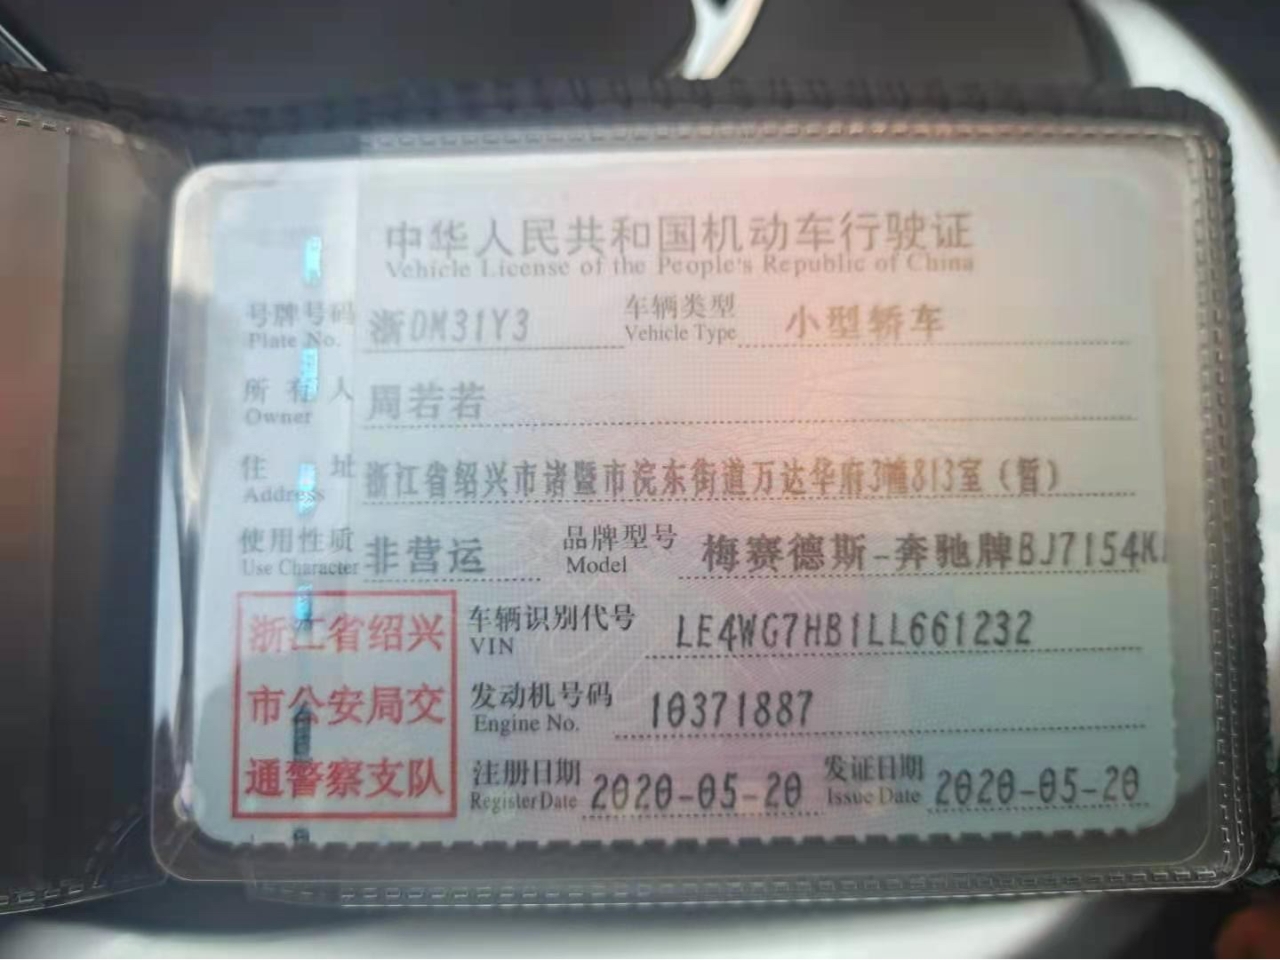 中华人民共和国机动车行驶证
Vehicle License of the People's Republic of China
号牌号码 浙DM31Y3 车辆类型 小型轿车
Plate No. Vehicle Type
所有人 周若若
Owner
住址 浙江省绍兴市诸暨市浣东街道万达华府3幢813室（暂）
Address
使用性质 非营运 品牌型号 梅赛德斯-奔驰牌BJ7154K
Use Character Model
浙江省绍兴市公安局交通警察支队
车辆识别代号 LE4WG7HB1LL661232
VIN
发动机号码 10371887
Engine No.
注册日期 2020-05-20 发证日期 2020-05-20
Register Date Issue Date